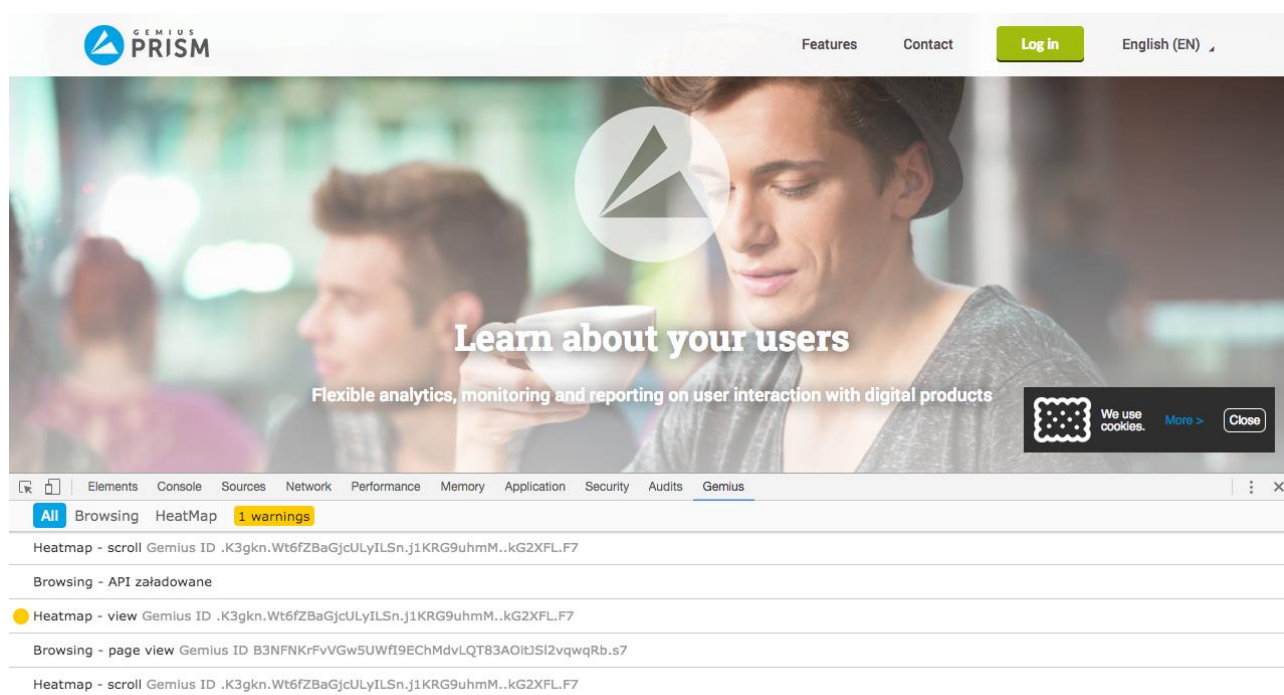 GEMIUS
PRISM
Features Contact Log in English (EN)
Learn about your users
Flexible analytics, monitoring and reporting on user interaction with digital products
We use cookies. More > Close
Elements Console Sources Network Performance Memory Application Security Audits Gemius
All Browsing HeatMap 1 warnings
Heatmap - scroll Gemius ID .K3gkn.Wt6fZBaGjcULyILSn.j1KRG9uhmM..kG2XFL.F7
Browsing - API załadowane
Heatmap - view Gemius ID .K3gkn.Wt6fZBaGjcULyILSn.j1KRG9uhmM..kG2XFL.F7
Browsing - page view Gemius ID B3NFNKrFvVGw5UWfI9EChMdvLQT83AOitJSl2vqwqRb.s7
Heatmap - scroll Gemius ID .K3gkn.Wt6fZBaGjcULyILSn.j1KRG9uhmM..kG2XFL.F7